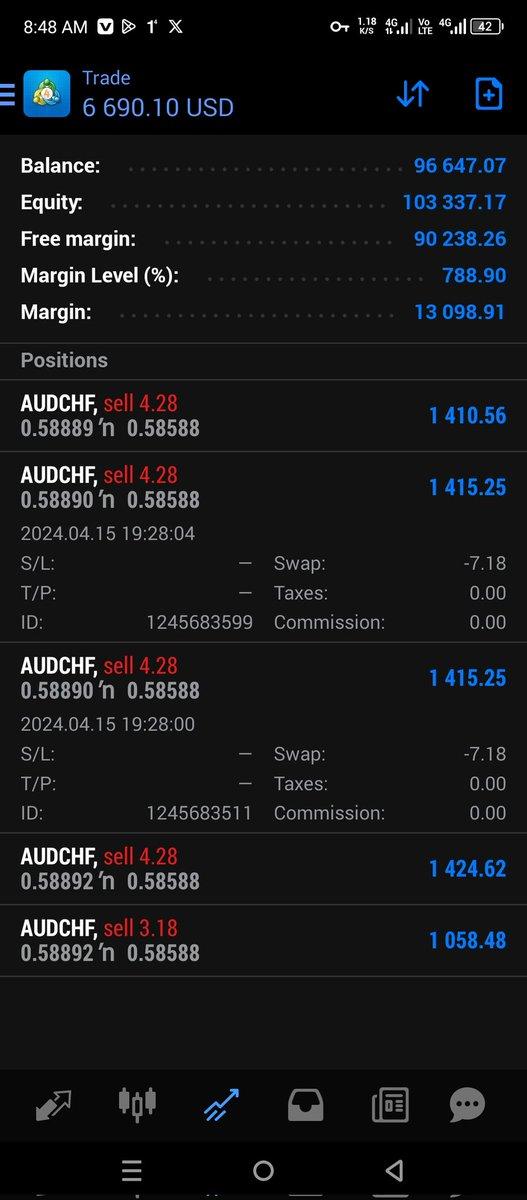 8:48 AM 1.18 K/S 4G Vo LTE 4G 42
Trade
6 690.10 USD
Balance: 96 647.07
Equity: 103 337.17
Free margin: 90 238.26
Margin Level (%): 788.90
Margin: 13 098.91
Positions
AUDCHF, sell 4.28
0.58889 'n 0.58588 1 410.56
AUDCHF, sell 4.28
0.58890 'n 0.58588 1 415.25
2024.04.15 19:28:04
S/L: – Swap: -7.18
T/P: – Taxes: 0.00
ID: 1245683599 Commission: 0.00
AUDCHF, sell 4.28
0.58890 'n 0.58588 1 415.25
2024.04.15 19:28:00
S/L: – Swap: -7.18
T/P: – Taxes: 0.00
ID: 1245683511 Commission: 0.00
AUDCHF, sell 4.28
0.58892 'n 0.58588 1 424.62
AUDCHF, sell 3.18
0.58892 'n 0.58588 1 058.48